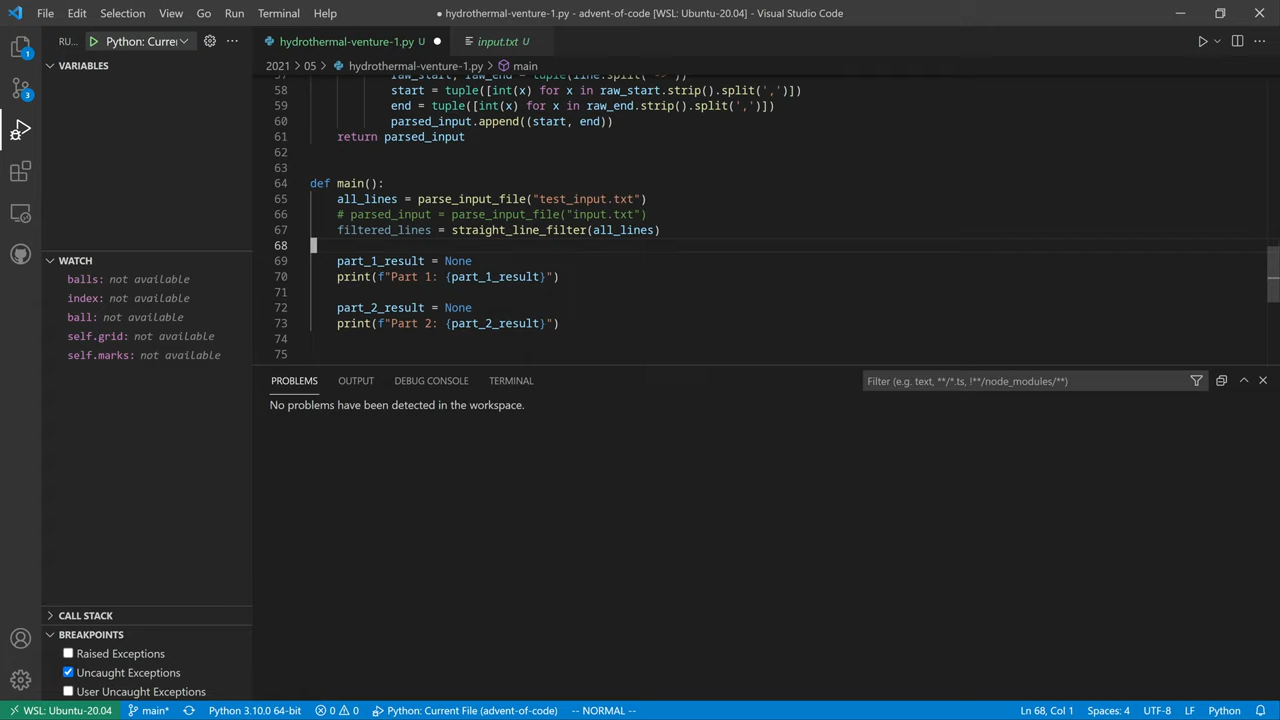 File Edit Selection View Go Run Terminal Help
● hydrothermal-venture-1.py - advent-of-code [WSL: Ubuntu-20.04] - Visual Studio Code
RU... Python: Curre
hydrothermal-venture-1.py U ● input.txt U
VARIABLES
2021 > 05 > hydrothermal-venture-1.py > main
58 start = tuple([int(x) for x in raw_start.strip().split(',')])
59 end = tuple([int(x) for x in raw_end.strip().split(',')])
60 parsed_input.append((start, end))
61 return parsed_input
62
63
64 def main():
65 all_lines = parse_input_file("test_input.txt")
66 # parsed_input = parse_input_file("input.txt")
67 filtered_lines = straight_line_filter(all_lines)
68
69 part_1_result = None
70 print(f"Part 1: {part_1_result}")
71
72 part_2_result = None
73 print(f"Part 2: {part_2_result}")
74
75
WATCH
balls: not available
index: not available
ball: not available
self.grid: not available
self.marks: not available
PROBLEMS OUTPUT DEBUG CONSOLE TERMINAL
Filter (e.g. text, **/*.ts, !**/node_modules/**)
No problems have been detected in the workspace.
CALL STACK
BREAKPOINTS
Raised Exceptions
Uncaught Exceptions
User Uncaught Exceptions
WSL: Ubuntu-20.04 main* Python 3.10.0 64-bit 0 0 Python: Current File (advent-of-code) -- NORMAL -- Ln 68, Col 1 Spaces: 4 UTF-8 LF Python